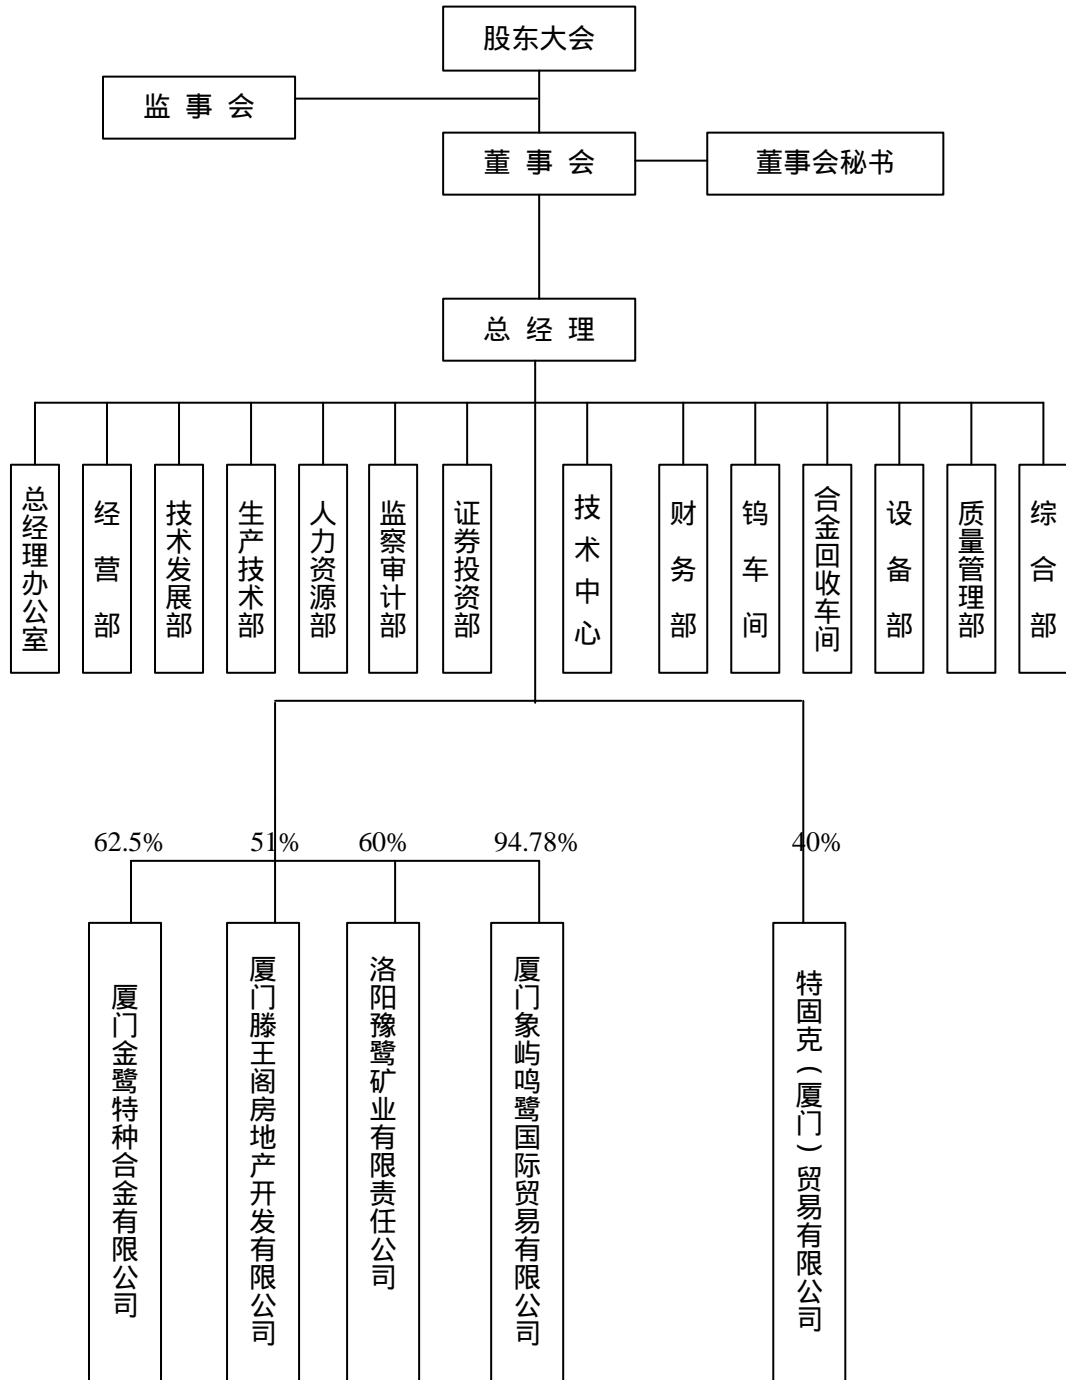 股东大会
监 事 会
董 事 会
董事会秘书
总 经 理
总经理办公室
经 营 部
技术发展部
生产技术部
人力资源部
监察审计部
证券投资部
技术中心
财 务 部
钨 车 间
合金回收车间
设 备 部
质量管理部
综 合 部
62.5%
51%
60%
94.78%
40%
厦门金鹭特种合金有限公司
厦门滕王阁房地产开发有限公司
洛阳豫鹭矿业有限责任公司
厦门象屿鸣鹭国际贸易有限公司
特固克（厦门）贸易有限公司